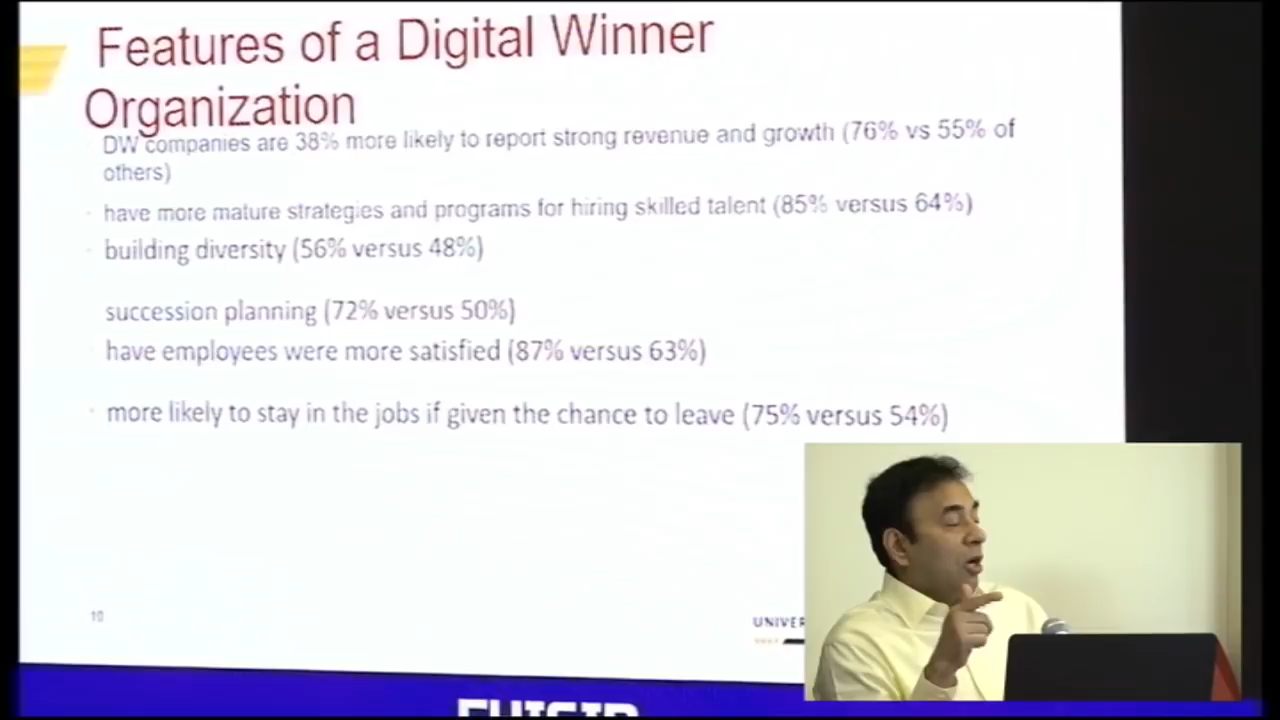 Features of a Digital Winner
Organization
DW companies are 38% more likely to report strong revenue and growth (76% vs 55% of
others)
have more mature strategies and programs for hiring skilled talent (85% versus 64%)
building diversity (56% versus 48%)
succession planning (72% versus 50%)
have employees were more satisfied (87% versus 63%)
more likely to stay in the jobs if given the chance to leave (75% versus 54%)
10